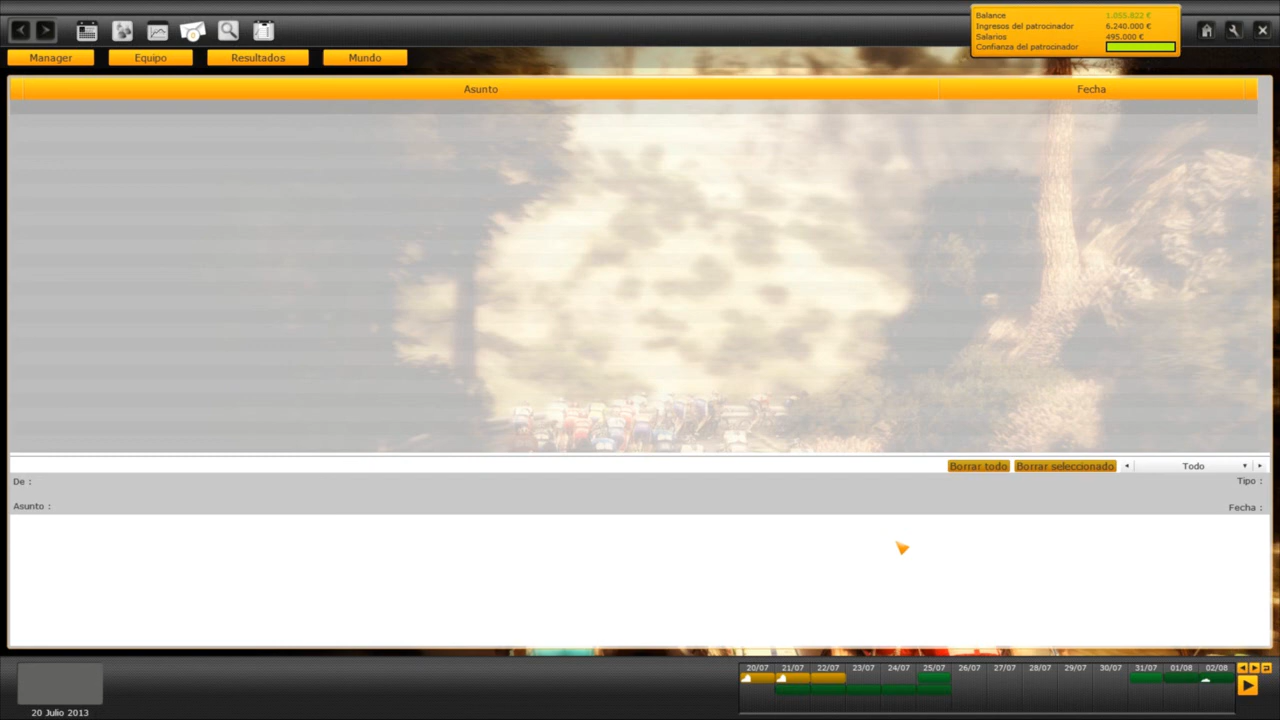 Balance 1.055.822 €
Ingresos del patrocinador 6.240.000 €
Salarios 495.000 €
Confianza del patrocinador
Manager Equipo Resultados Mundo
Asunto Fecha
Borrar todo Borrar seleccionado Todo
De : Tipo :
Asunto : Fecha :
20/07 21/07 22/07 23/07 24/07 25/07 26/07 27/07 28/07 29/07 30/07 31/07 01/08 02/08
20 Julio 2013